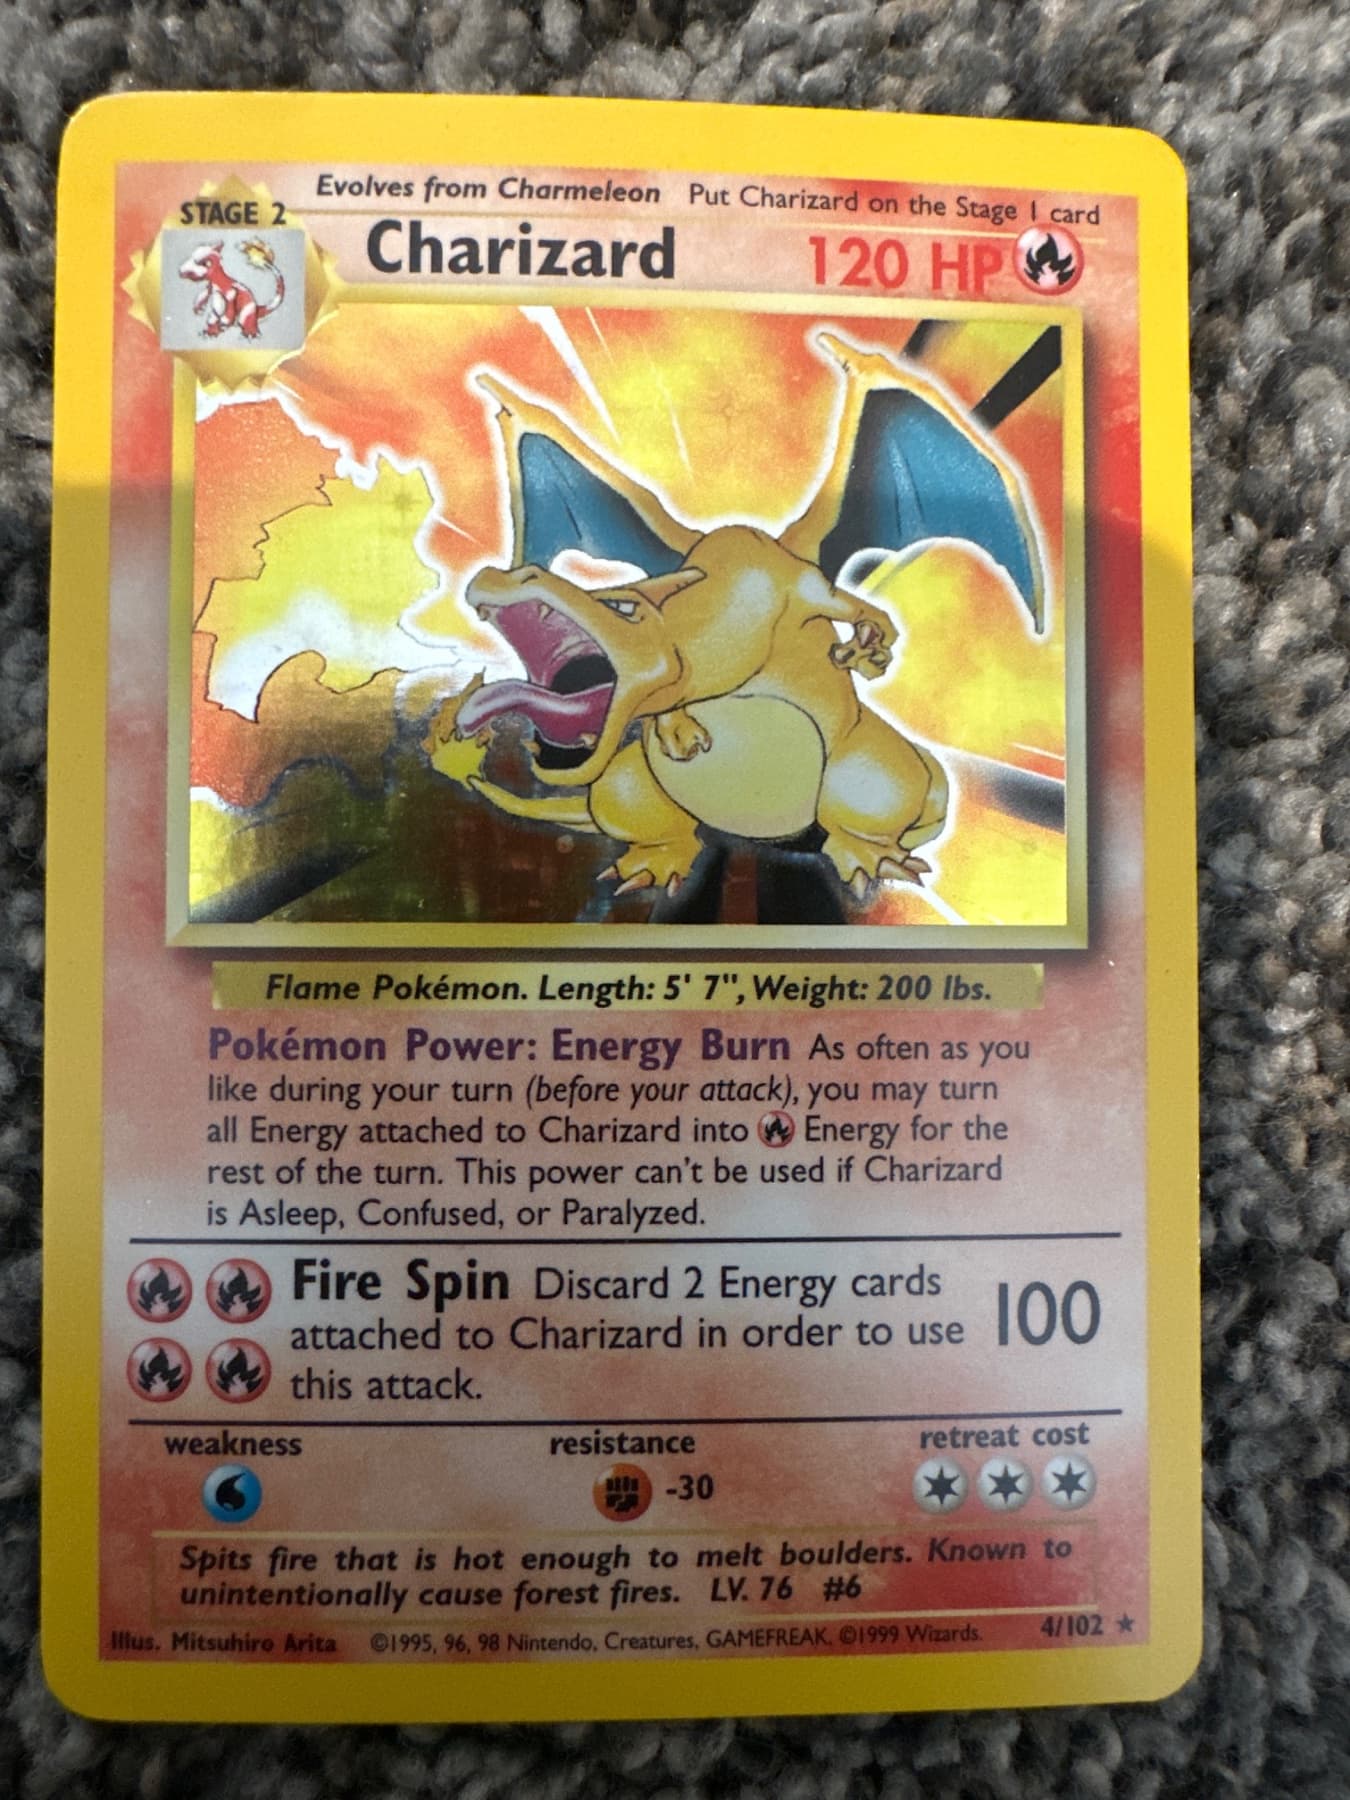 Evolves from Charmeleon Put Charizard on the Stage 1 card
STAGE 2
Charizard 120 HP
Flame Pokémon. Length: 5' 7", Weight: 200 lbs.
Pokémon Power: Energy Burn As often as you
like during your turn (before your attack), you may turn
all Energy attached to Charizard into Energy for the
rest of the turn. This power can't be used if Charizard
is Asleep, Confused, or Paralyzed.
Fire Spin Discard 2 Energy cards
attached to Charizard in order to use 100
this attack.
weakness resistance retreat cost
-30
Spits fire that is hot enough to melt boulders. Known to
unintentionally cause forest fires. LV. 76 #6
Illus. Mitsuhiro Arita ©1995, 96, 98 Nintendo, Creatures, GAMEFREAK. ©1999 Wizards. 4/102 ★